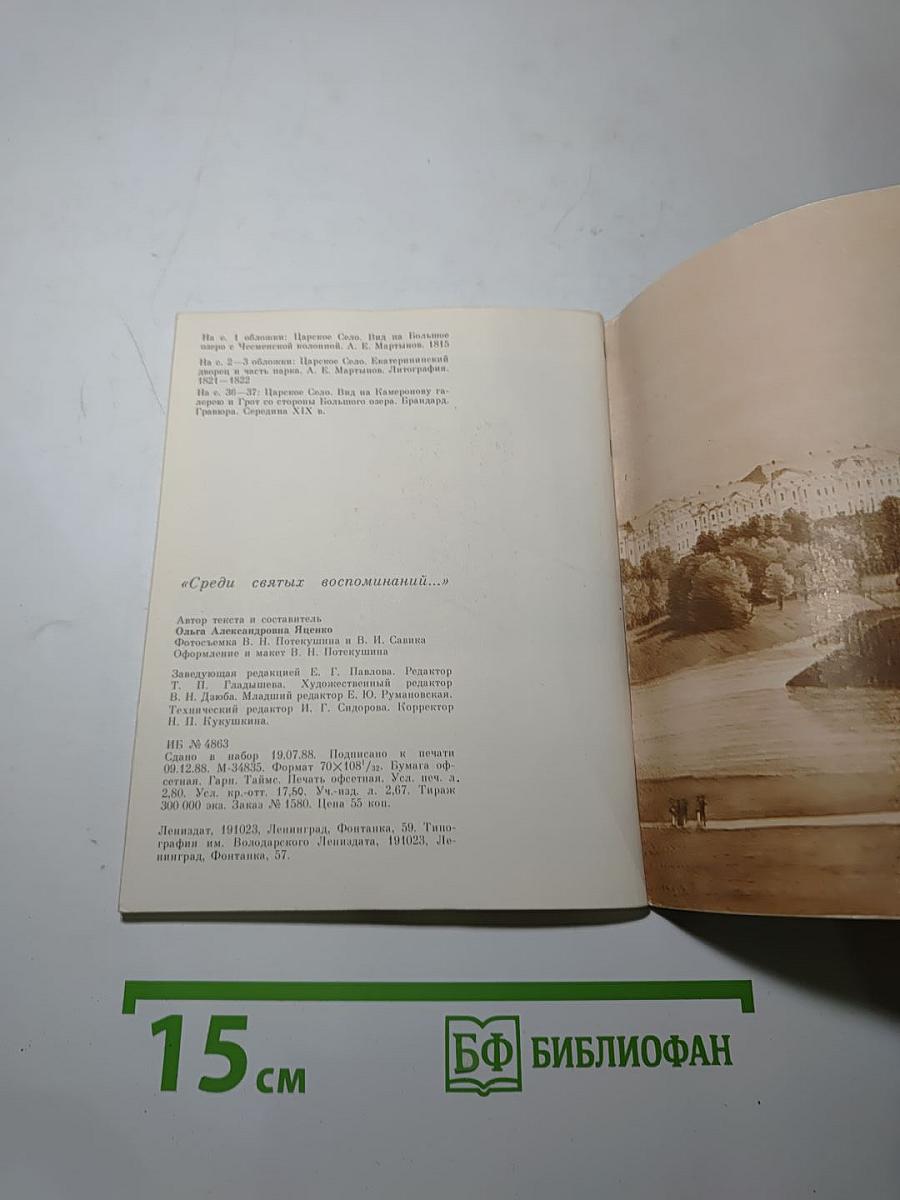 На с. 1 обложки: Царское Село. Вид на Большое
озеро с Чесменской колонной. А. Е. Мартынов. 1815
На с. 2—3 обложки: Царское Село. Екатерининский
дворец и часть парка. А. Е. Мартынов. Литография.
1821—1822
На с. 36—37: Царское Село. Вид на Камеронову га-
лерею и Грот со стороны Большого озера. Брандард.
Гравюра. Середина XIX в.
«Среди святых воспоминаний...»
Автор текста и составитель
Ольга Александровна Яценко
Фотосъемка В. Н. Потекушина и В. И. Савика
Оформление и макет В. Н. Потекушина
Заведующая редакцией Е. Г. Павлова. Редактор
Т. П. Гладышева. Художественный редактор
В. Н. Дзюба. Младший редактор Е. Ю. Румановская.
Технический редактор И. Г. Сидорова. Корректор
Н. П. Кукушкина.
ИБ № 4863
Сдано в набор 19.07.88. Подписано к печати
09.12.88. М-34835. Формат 70×108¹/₃₂. Бумага оф-
сетная. Гарн. Таймс. Печать офсетная. Усл. печ. л.
2,80. Усл. кр.-отт. 17,50. Уч.-изд. л. 2,67. Тираж
300 000 экз. Заказ № 1580. Цена 55 коп.
Лениздат, 191023, Ленинград, Фонтанка, 59. Типо-
графия им. Володарского Лениздата, 191023, Ле-
нинград, Фонтанка, 57.
15 см
БФ БИБЛИОФАН